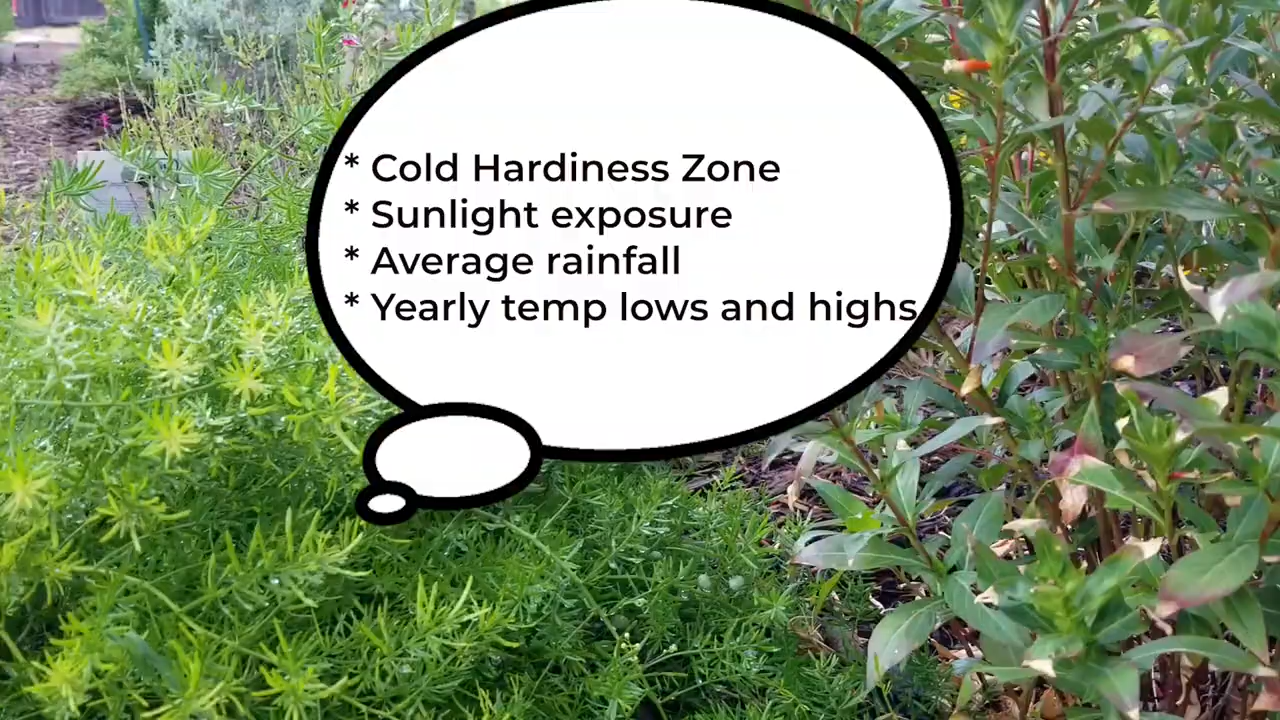 * Cold Hardiness Zone
* Sunlight exposure
* Average rainfall
* Yearly temp lows and highs